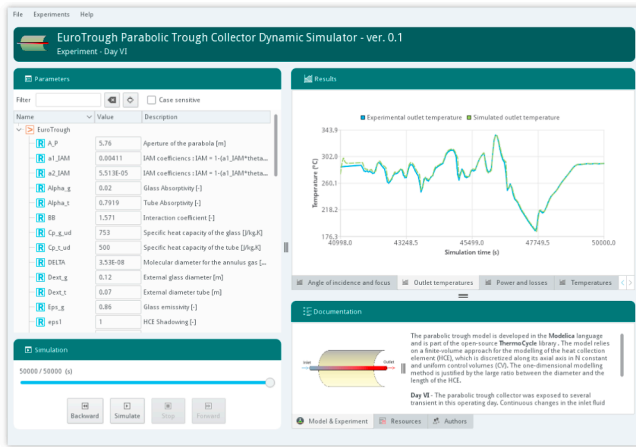 File Experiments Help
EuroTrough Parabolic Trough Collector Dynamic Simulator - ver. 0.1
Experiment - Day VI
Parameters
Filter
Case sensitive
Name Value Description
EuroTrough
R A_P 5,76 Aperture of the parabola [m]
R a1_IAM 0,00411 IAM coefficiencs : IAM = 1-(a1_IAM*theta...
R a2_IAM 5,513E-05 IAM coefficiencs : IAM = 1-(a1_IAM*theta...
R Alpha_g 0,02 Glass Absorptivity [-]
R Alpha_t 0,7919 Tube Absorptivity [-]
R BB 1,571 Interaction coefficient [-]
R Cp_g_ud 753 Specific heat capacity of the glass [J/kg.K]
R Cp_t_ud 500 Specific heat capacity of the tube [J/kg.K]
R DELTA 3,53E-08 Molecular diameter for the annulus gas [...
R Dext_g 0,12 External glass diameter [m]
R Dext_t 0,07 External diameter tube [m]
R Eps_g 0,86 Glass emissivity [-]
R eps1 1 HCE Shadowing [-]
Simulation
50000 / 50000 (s)
Backward Simulate Stop Forward
Results
Experimental outlet temperature Simulated outlet temperature
343,9
302,0
260,1
218,2
176,3
Temperature (°C)
40998,0 43248,5 45499,0 47749,5 50000,0
Simulation time (s)
Angle of incidence and focus Outlet temperatures Power and losses Temperatures
Documentation
The parabolic trough model is developed in the Modelica language
and is part of the open-source ThermoCycle library . The model relies
on a finite-volume approach for the modelling of the heat collection
element (HCE), which is discretized along its axial axis in N constant
and uniform control volumes (CV). The one-dimensional modelling
method is justified by the large ratio between the diameter and the
length of the HCE.
Day VI - The parabolic trough collector was exposed to several
transient in this operating day. Continuous changes in the inlet fluid
Model & Experiment Resources Authors